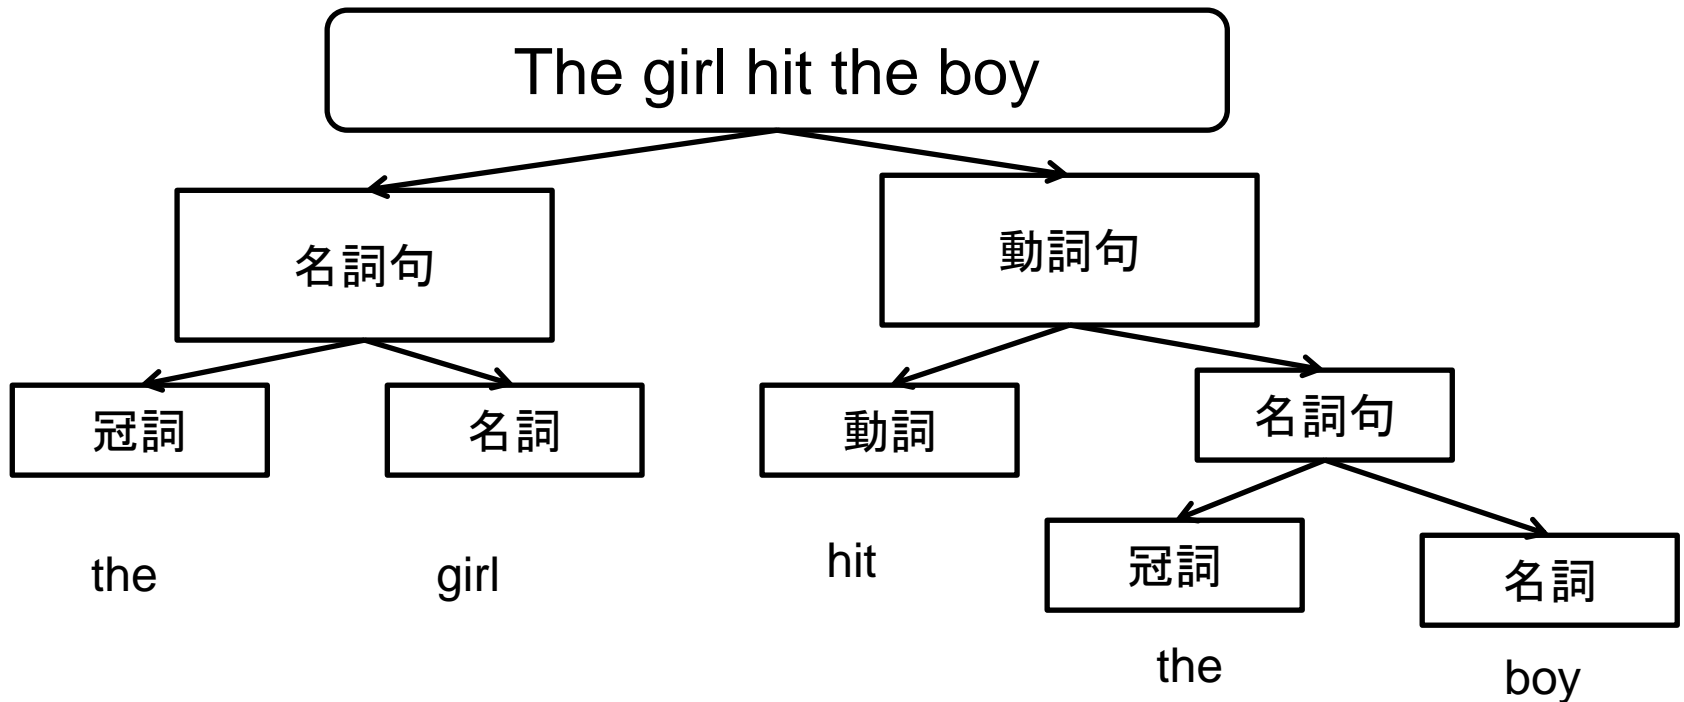 The girl hit the boy
名詞句
動詞句
冠詞
名詞
動詞
名詞句
the
girl
hit
冠詞
名詞
the
boy